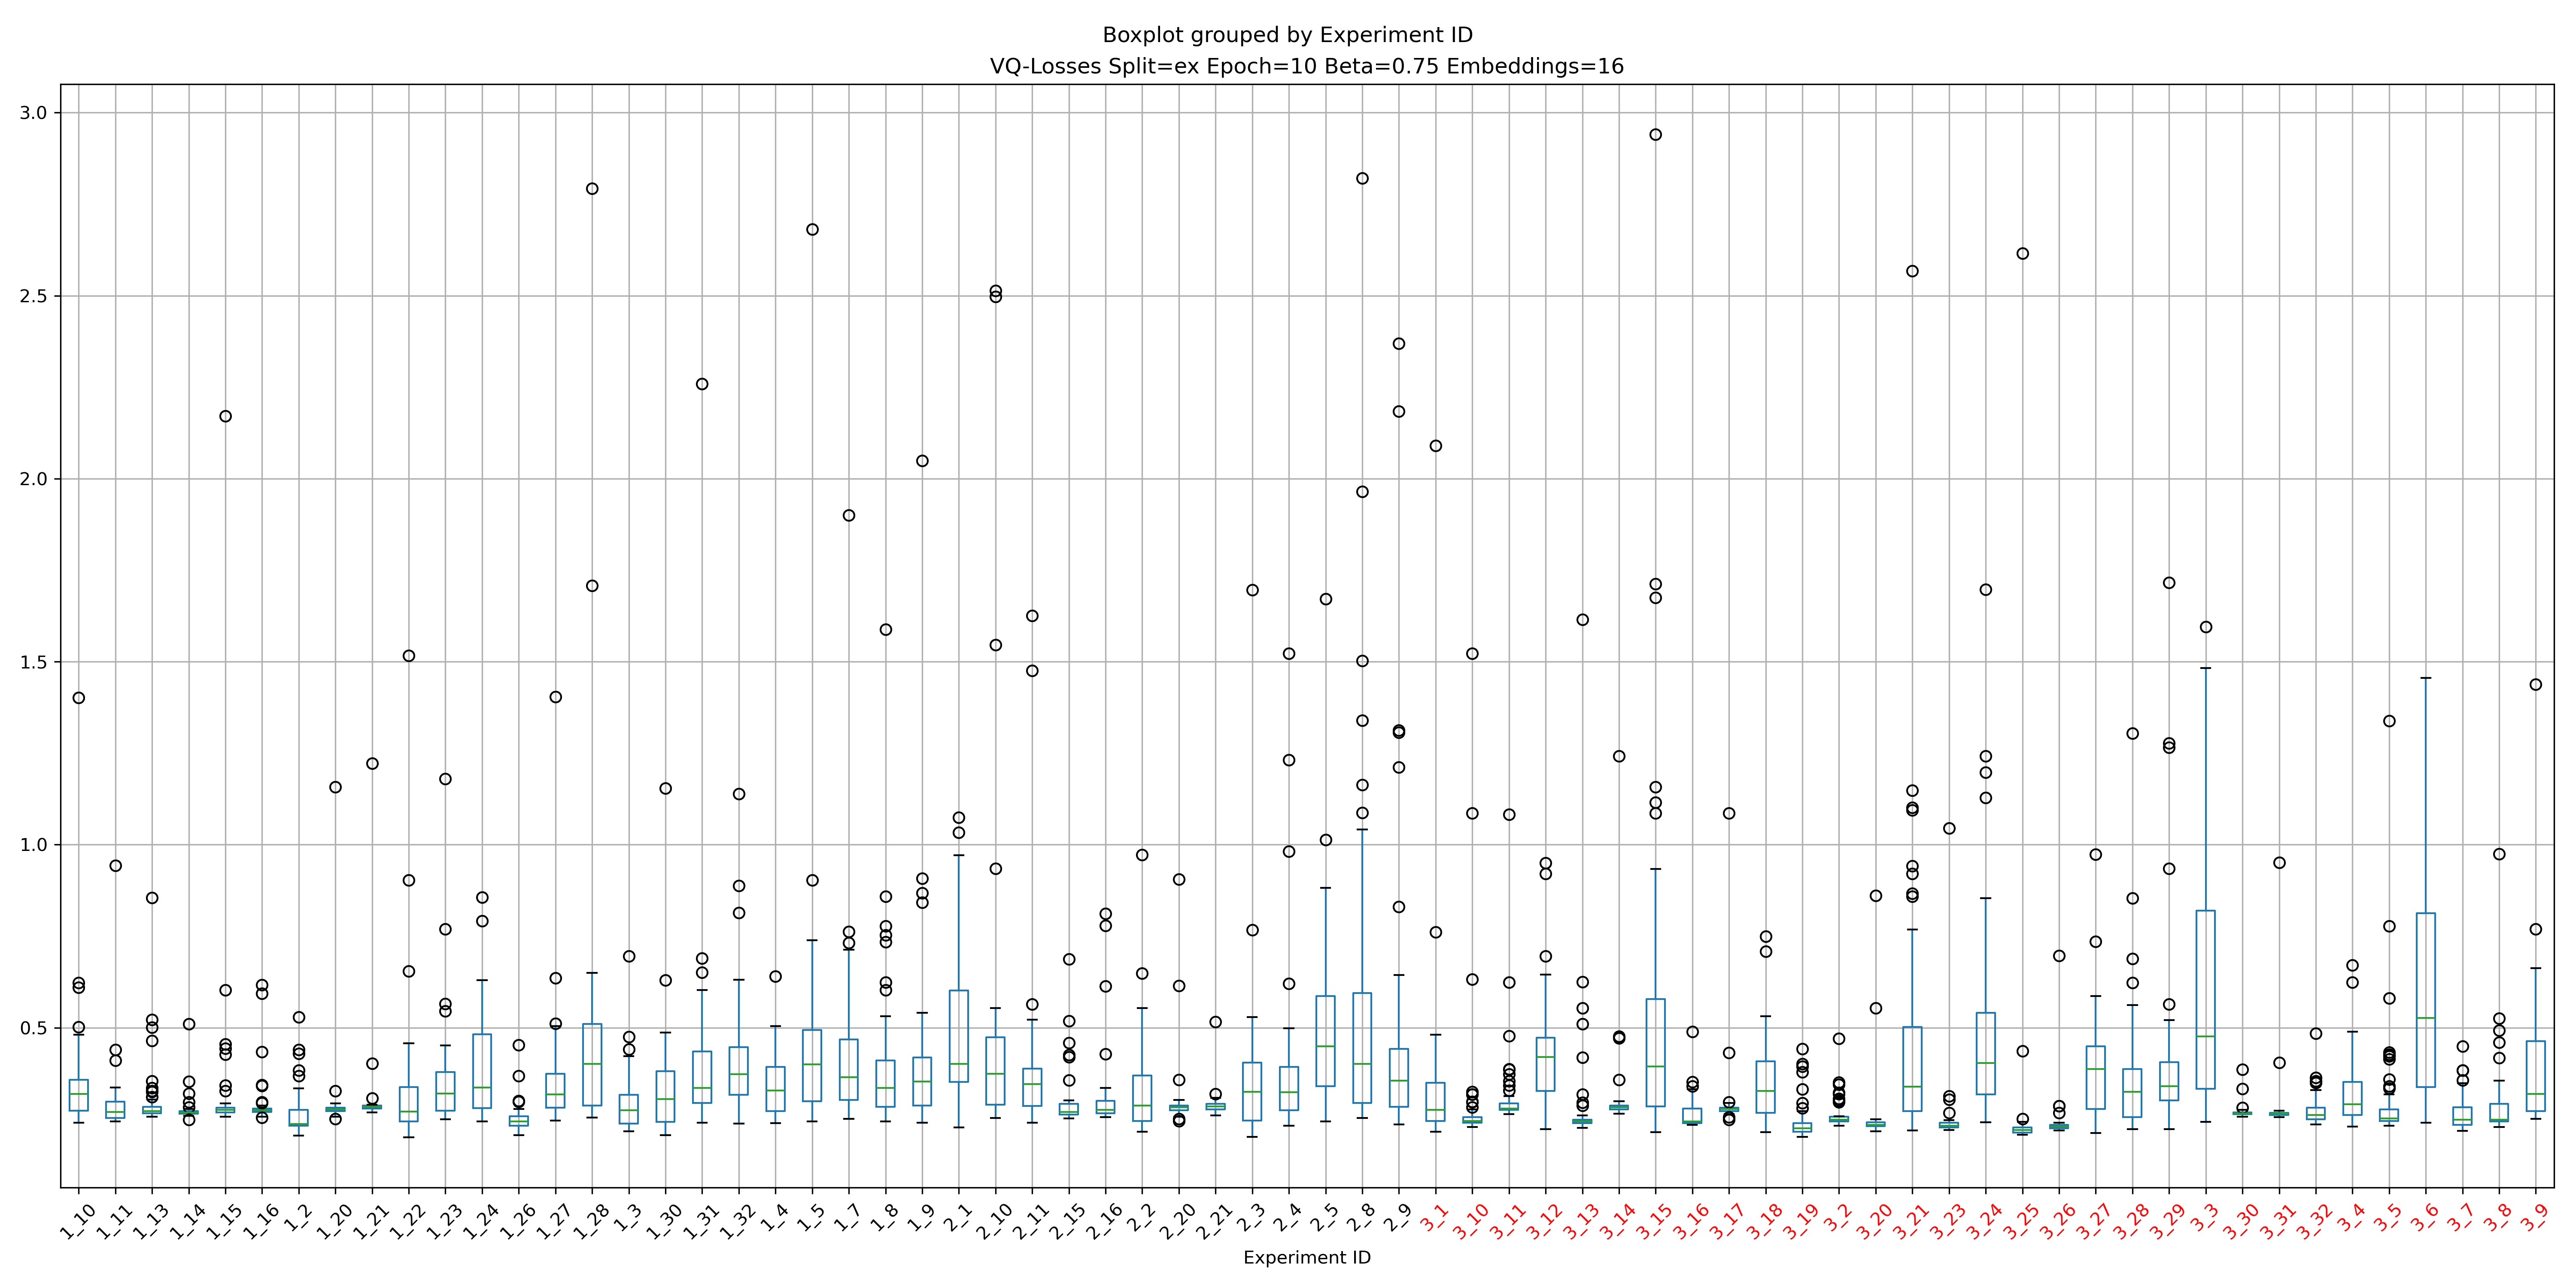 Boxplot grouped by Experiment ID
VQ-Losses Split=ex Epoch=10 Beta=0.75 Embeddings=16
3.0
2.5
2.0
1.5
1.0
0.5
1_10 1_11 1_13 1_14 1_15 1_16 1_2 1_20 1_21 1_22 1_23 1_24 1_26 1_27 1_28 1_3 1_30 1_31 1_32 1_4 1_5 1_7 1_8 1_9 2_1 2_10 2_11 2_15 2_16 2_2 2_20 2_21 2_3 2_4 2_5 2_8 2_9 3_1 3_10 3_11 3_12 3_13 3_14 3_15 3_16 3_17 3_18 3_19 3_2 3_20 3_21 3_23 3_24 3_25 3_26 3_27 3_28 3_29 3_3 3_30 3_31 3_32 3_4 3_5 3_6 3_7 3_8 3_9
Experiment ID